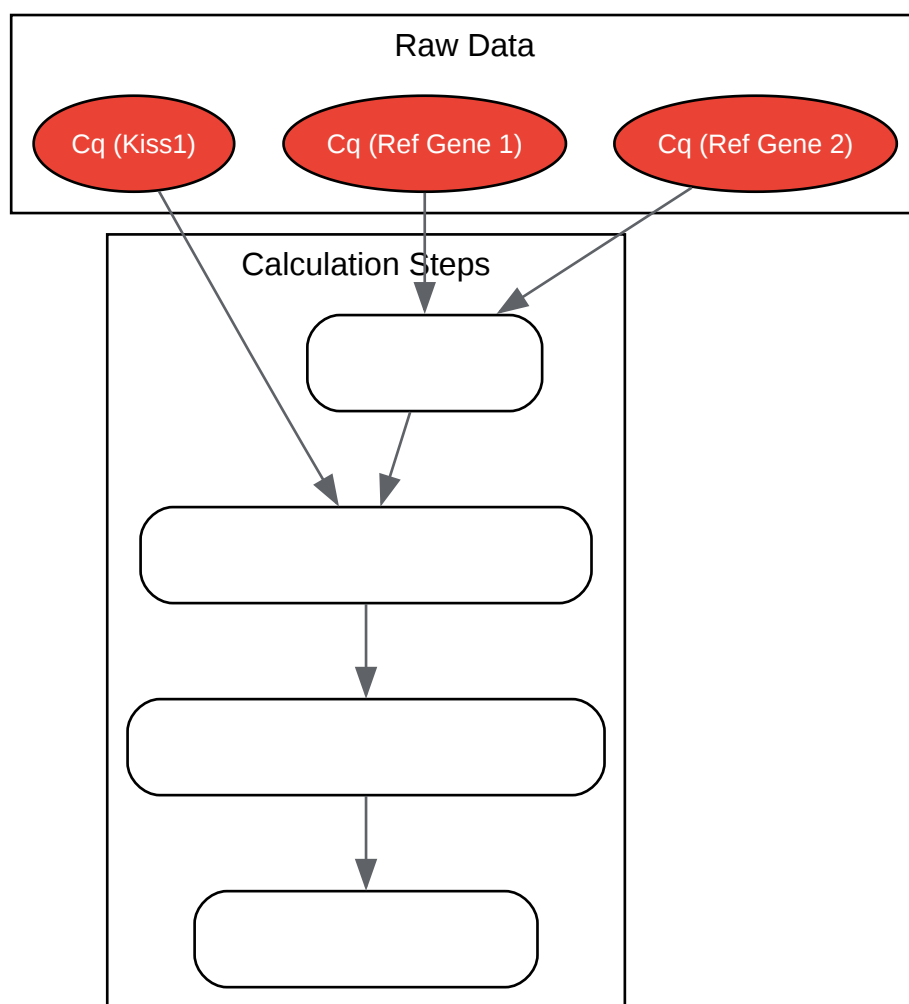 Raw Data
Cq (Kiss1)
Cq (Ref Gene 1)
Cq (Ref Gene 2)
Calculation Steps